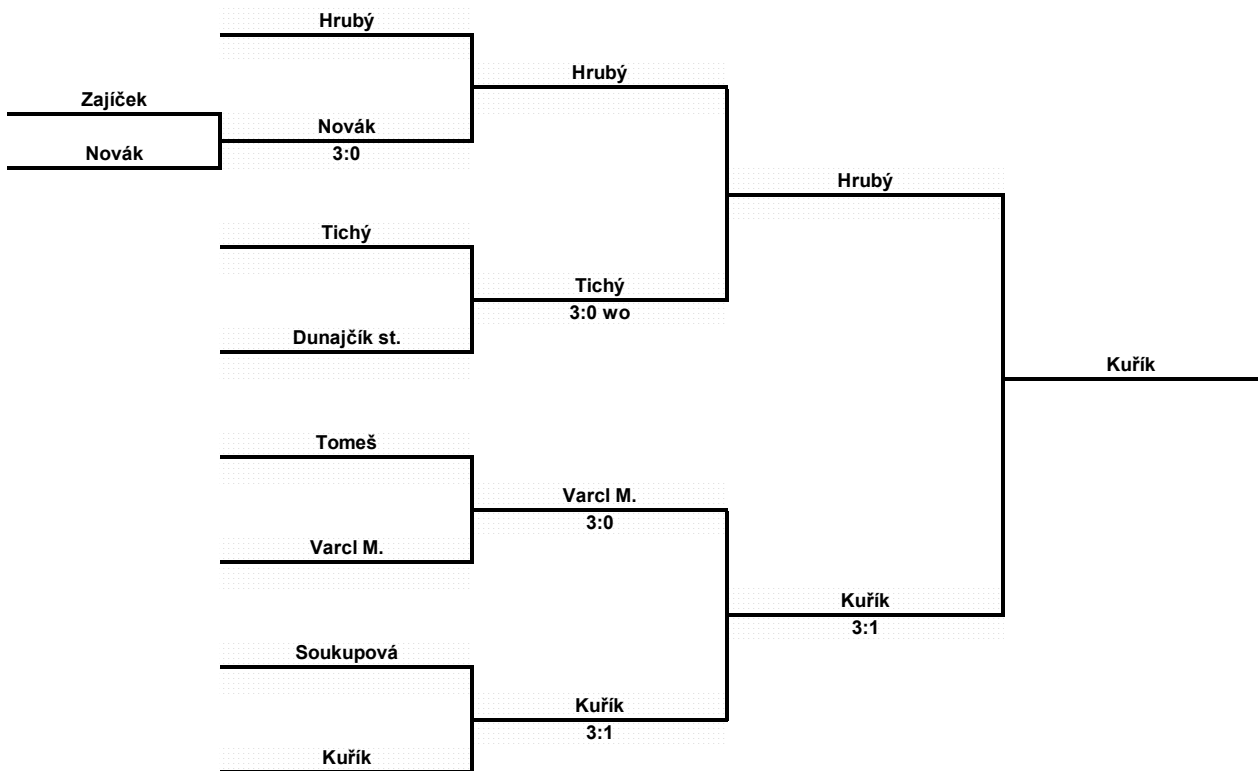 Hrubý
Hrubý
Zajíček
Novák
3:0
Novák
Hrubý
Tichý
Tichý
3:0 wo
Dunajčík st.
Kuřík
Tomeš
Varcl M.
3:0
Varcl M.
Kuřík
3:1
Soukupová
Kuřík
3:1
Kuřík